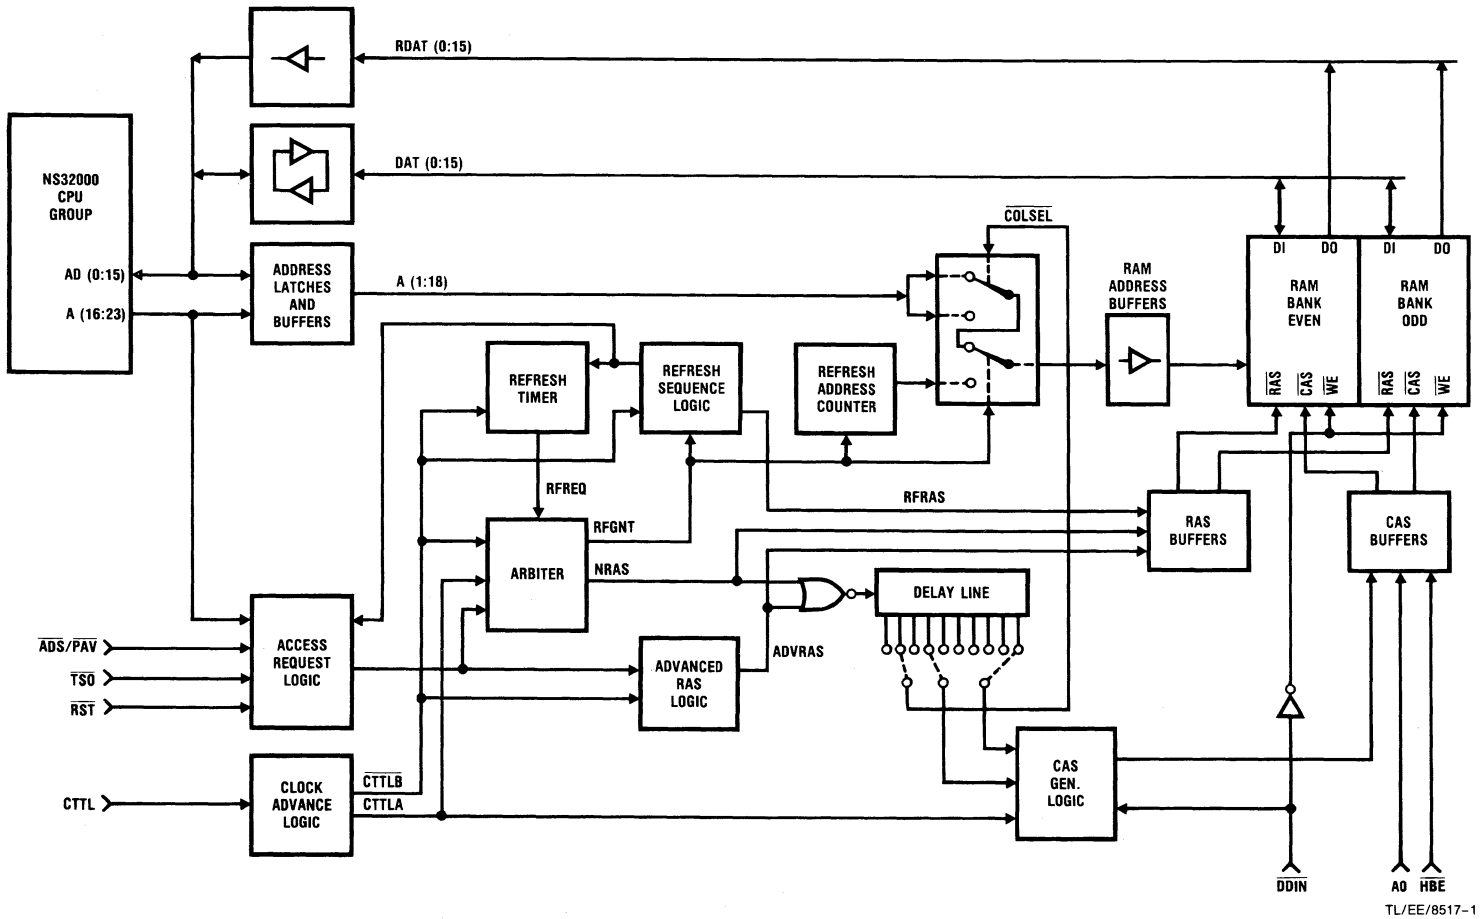 RDAT (0:15)
DAT (0:15)
NS32000
CPU
GROUP
AD (0:15)
A (16:23)
ADDRESS
LATCHES
AND
BUFFERS
A (1:18)
COLSEL
RAM
ADDRESS
BUFFERS
DI
DO
DI
DO
RAM
BANK
EVEN
RAM
BANK
ODD
RAS
CAS
WE
RAS
CAS
WE
REFRESH
TIMER
REFRESH
SEQUENCE
LOGIC
REFRESH
ADDRESS
COUNTER
RFREQ
RFGNT
NRAS
ARBITER
RFRAS
RAS
BUFFERS
CAS
BUFFERS
DELAY LINE
ADS/PAV
TSO
RST
ACCESS
REQUEST
LOGIC
ADVANCED
RAS
LOGIC
ADVRAS
CTTL
CLOCK
ADVANCE
LOGIC
CTTLB
CTTLA
CAS
GEN.
LOGIC
DDIN
A0
HBE
TL/EE/8517-1